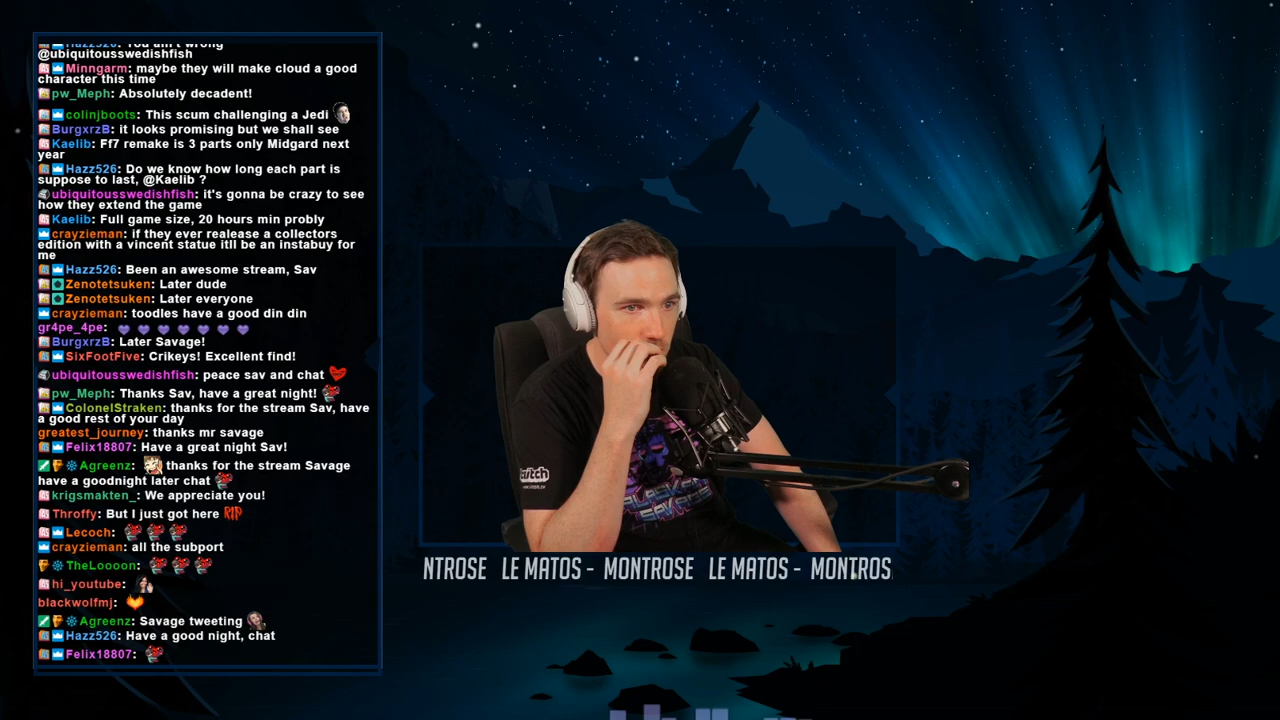 Hazz526: You ain't wrong
@ubiquitousswedishfish
Minngarm: maybe they will make cloud a good
character this time
pw_Meph: Absolutely decadent!
colinjboots: This scum challenging a Jedi
BurgxrzB: it looks promising but we shall see
Kaelib: Ff7 remake is 3 parts only Midgard next
year
Hazz526: Do we know how long each part is
suppose to last, @Kaelib ?
ubiquitousswedishfish: it's gonna be crazy to see
how they extend the game
Kaelib: Full game size, 20 hours min probly
crayzieman: if they ever realease a collectors
edition with a vincent statue itll be an instabuy for
me
Hazz526: Been an awesome stream, Sav
Zenotetsuken: Later dude
Zenotetsuken: Later everyone
crayzieman: toodles have a good din din
gr4pe_4pe:
BurgxrzB: Later Savage!
SixFootFive: Crikeys! Excellent find!
ubiquitousswedishfish: peace sav and chat
pw_Meph: Thanks Sav, have a great night!
ColonelStraken: thanks for the stream Sav, have
a good rest of your day
greatest_journey: thanks mr savage
Felix18807: Have a great night Sav!
Agreenz: thanks for the stream Savage
have a goodnight later chat
krigsmakten_: We appreciate you!
Throffy: But I just got here RIP
Lecoch:
crayzieman: all the support
TheLoooon:
hi_youtube:
blackwolfmj:
Agreenz: Savage tweeting
Hazz526: Have a good night, chat
Felix18807:
twitch
ALASKAN
SAVAGE
NTROSE LE MATOS - MONTROSE LE MATOS - MONTROS